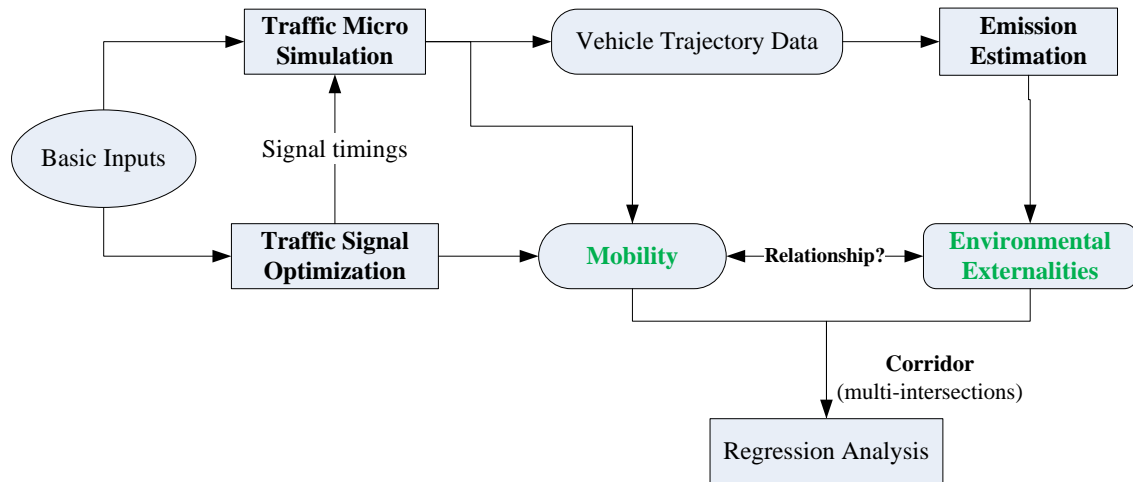 Traffic Micro
Simulation
Vehicle Trajectory Data
Emission
Estimation
Basic Inputs
Signal timings
Traffic Signal
Optimization
Mobility
Relationship?
Environmental
Externalities
Corridor
(multi-intersections)
Regression Analysis